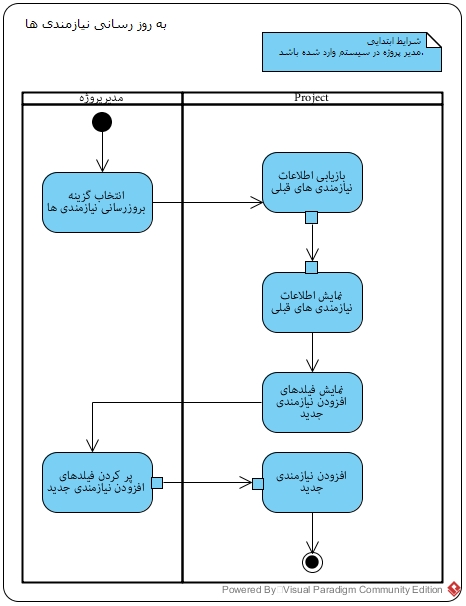 به روز رسانی نیازمندی ها
شرایط ابتدایی
مدیر پروژه در سیستم وارد شده باشد.
مدیرپروژه
Project
انتخاب گزینه
بروزرسانی نیازمندی ها
بازیابی اطلاعات
نیازمندی های قبلی
نمایش اطلاعات
نیازمندی های قبلی
نمایش فیلدهای
افزودن نیازمندی
جدید
پر کردن فیلدهای
افزودن نیازمندی جدید
افزودن نیازمندی
جدید
Powered By Visual Paradigm Community Edition